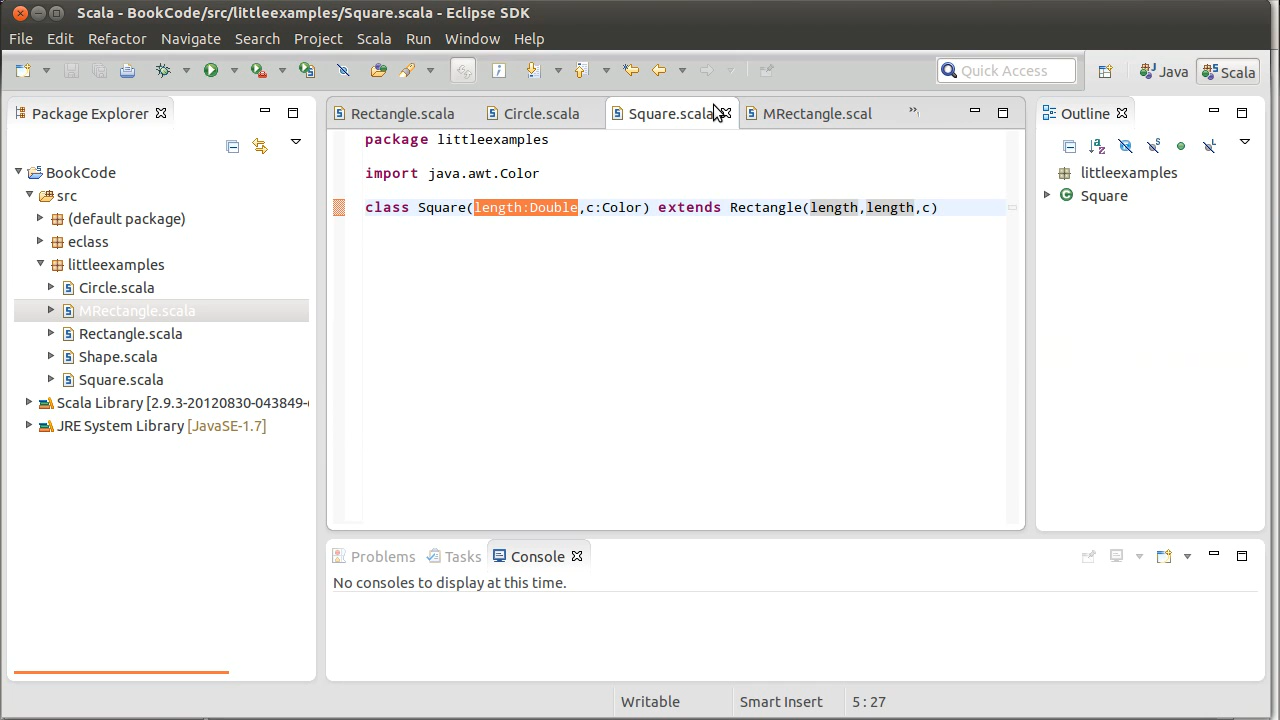 Scala - BookCode/src/littleexamples/Square.scala - Eclipse SDK
File Edit Refactor Navigate Search Project Scala Run Window Help
Quick Access Java Scala
Package Explorer
BookCode
src
(default package)
eclass
littleexamples
Circle.scala
MRectangle.scala
Rectangle.scala
Shape.scala
Square.scala
Scala Library [2.9.3-20120830-043849-
JRE System Library [JavaSE-1.7]
Rectangle.scala Circle.scala Square.scala MRectangle.scal
package littleexamples
import java.awt.Color
class Square(length:Double,c:Color) extends Rectangle(length,length,c)
Outline
littleexamples
Square
Problems Tasks Console
No consoles to display at this time.
Writable Smart Insert 5 : 27